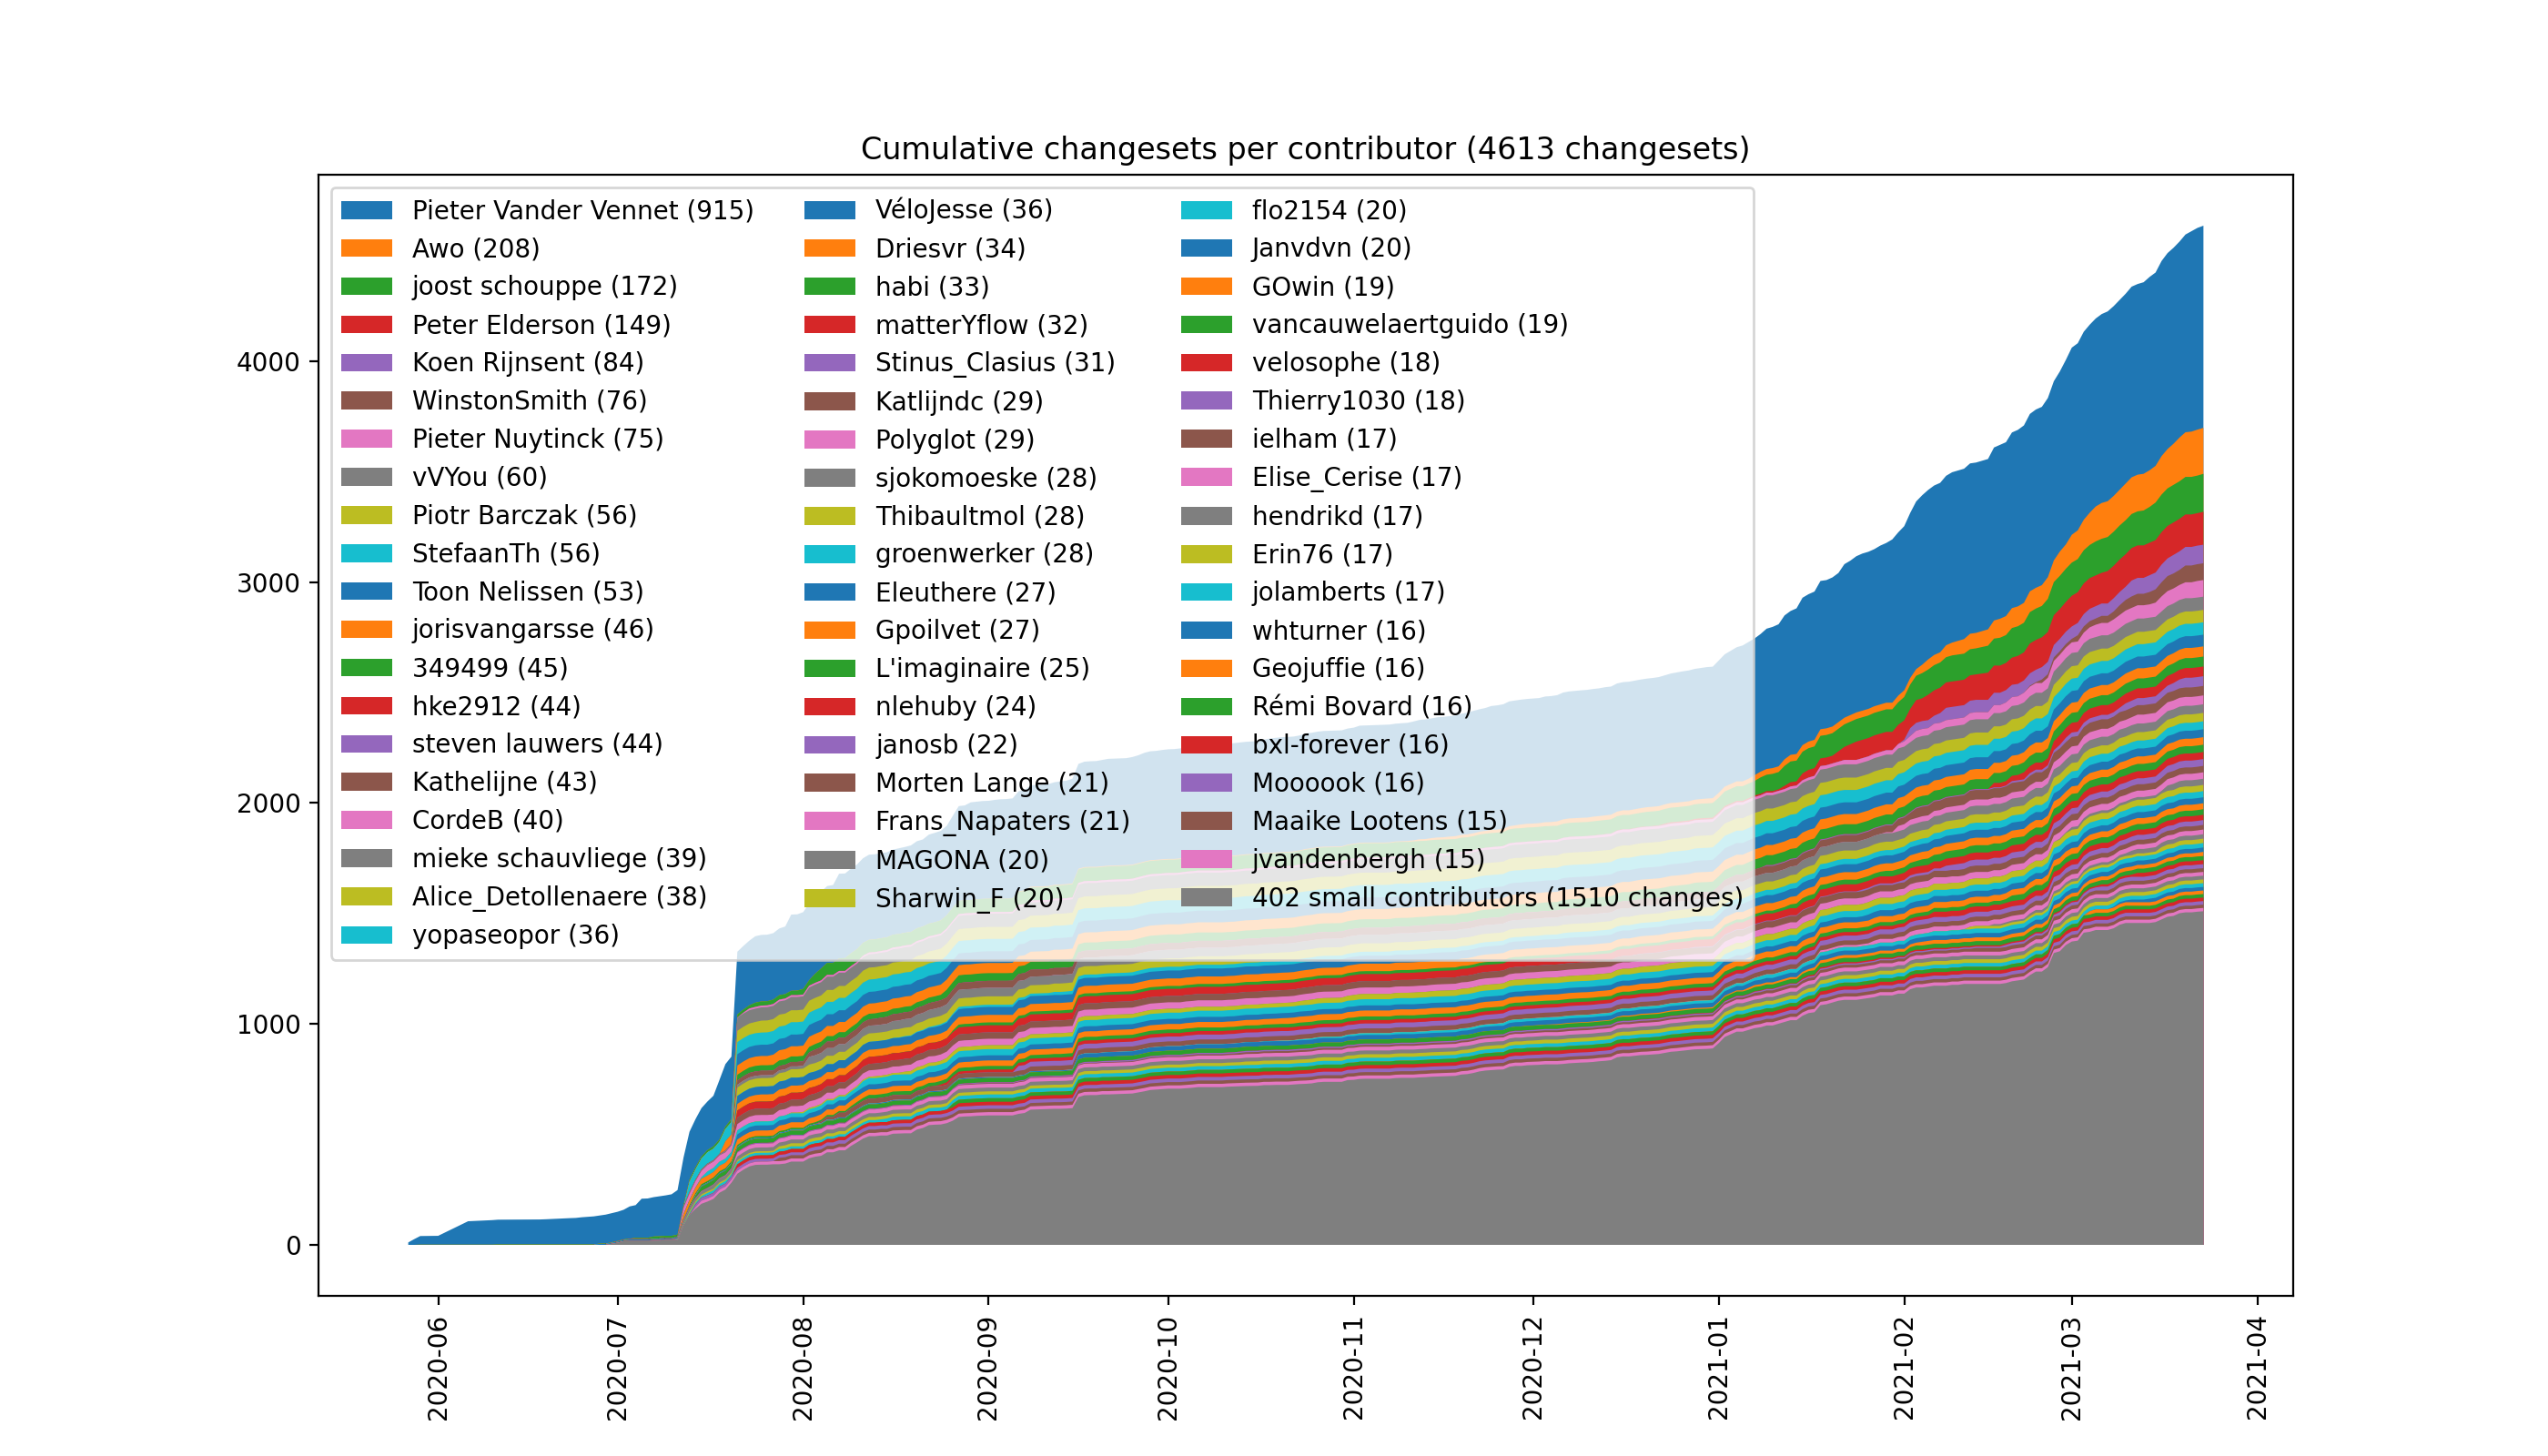 Cumulative changesets per contributor (4613 changesets)
Pieter Vander Vennet (915)
Awo (208)
joost schouppe (172)
Peter Elderson (149)
Koen Rijnsent (84)
WinstonSmith (76)
Pieter Nuytinck (75)
vVYou (60)
Piotr Barczak (56)
StefaanTh (56)
Toon Nelissen (53)
jorisvangarsse (46)
349499 (45)
hke2912 (44)
steven lauwers (44)
Kathelijne (43)
CordeB (40)
mieke schauvliege (39)
Alice_Detollenaere (38)
yopaseopor (36)
VéloJesse (36)
Driesvr (34)
habi (33)
matterYflow (32)
Stinus_Clasius (31)
Katlijndc (29)
Polyglot (29)
sjokomoeske (28)
Thibaultmol (28)
groenwerker (28)
Eleuthere (27)
Gpoilvet (27)
L'imaginaire (25)
nlehuby (24)
janosb (22)
Morten Lange (21)
Frans_Napaters (21)
MAGONA (20)
Sharwin_F (20)
flo2154 (20)
Janvdvn (20)
GOwin (19)
vancauwelaertguido (19)
velosophe (18)
Thierry1030 (18)
ielham (17)
Elise_Cerise (17)
hendrikd (17)
Erin76 (17)
jolamberts (17)
whturner (16)
Geojuffie (16)
Rémi Bovard (16)
bxl-forever (16)
Moooook (16)
Maaike Lootens (15)
jvandenbergh (15)
402 small contributors (1510 changes)
4000
3000
2000
1000
0
2020-06
2020-07
2020-08
2020-09
2020-10
2020-11
2020-12
2021-01
2021-02
2021-03
2021-04